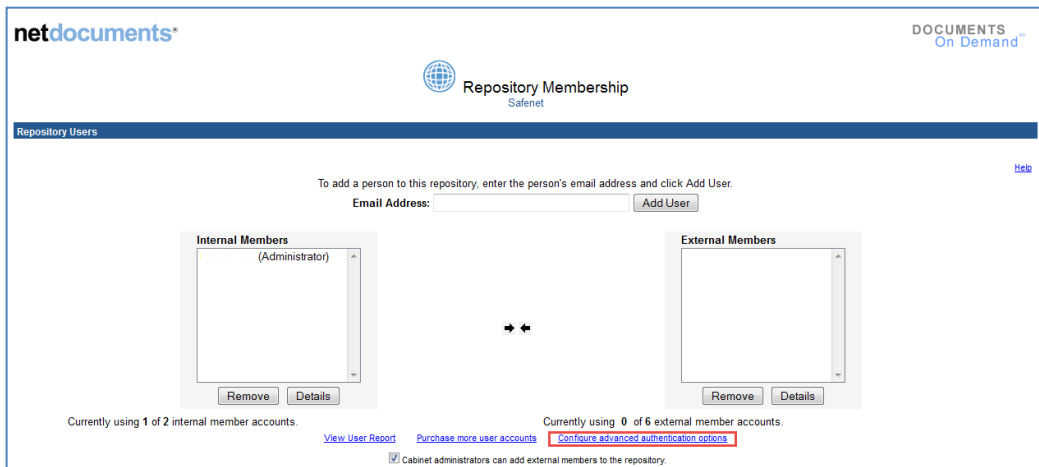 netdocuments®
DOCUMENTS
On Demand
Repository Membership
Safenet
Repository Users
Help
To add a person to this repository, enter the person's email address and click Add User.
Email Address:
Add User
Internal Members
(Administrator)
Remove
Details
External Members
Remove
Details
Currently using 1 of 2 internal member accounts.
Currently using 0 of 6 external member accounts.
View User Report
Purchase more user accounts
Configure advanced authentication options
Cabinet administrators can add external members to the repository.